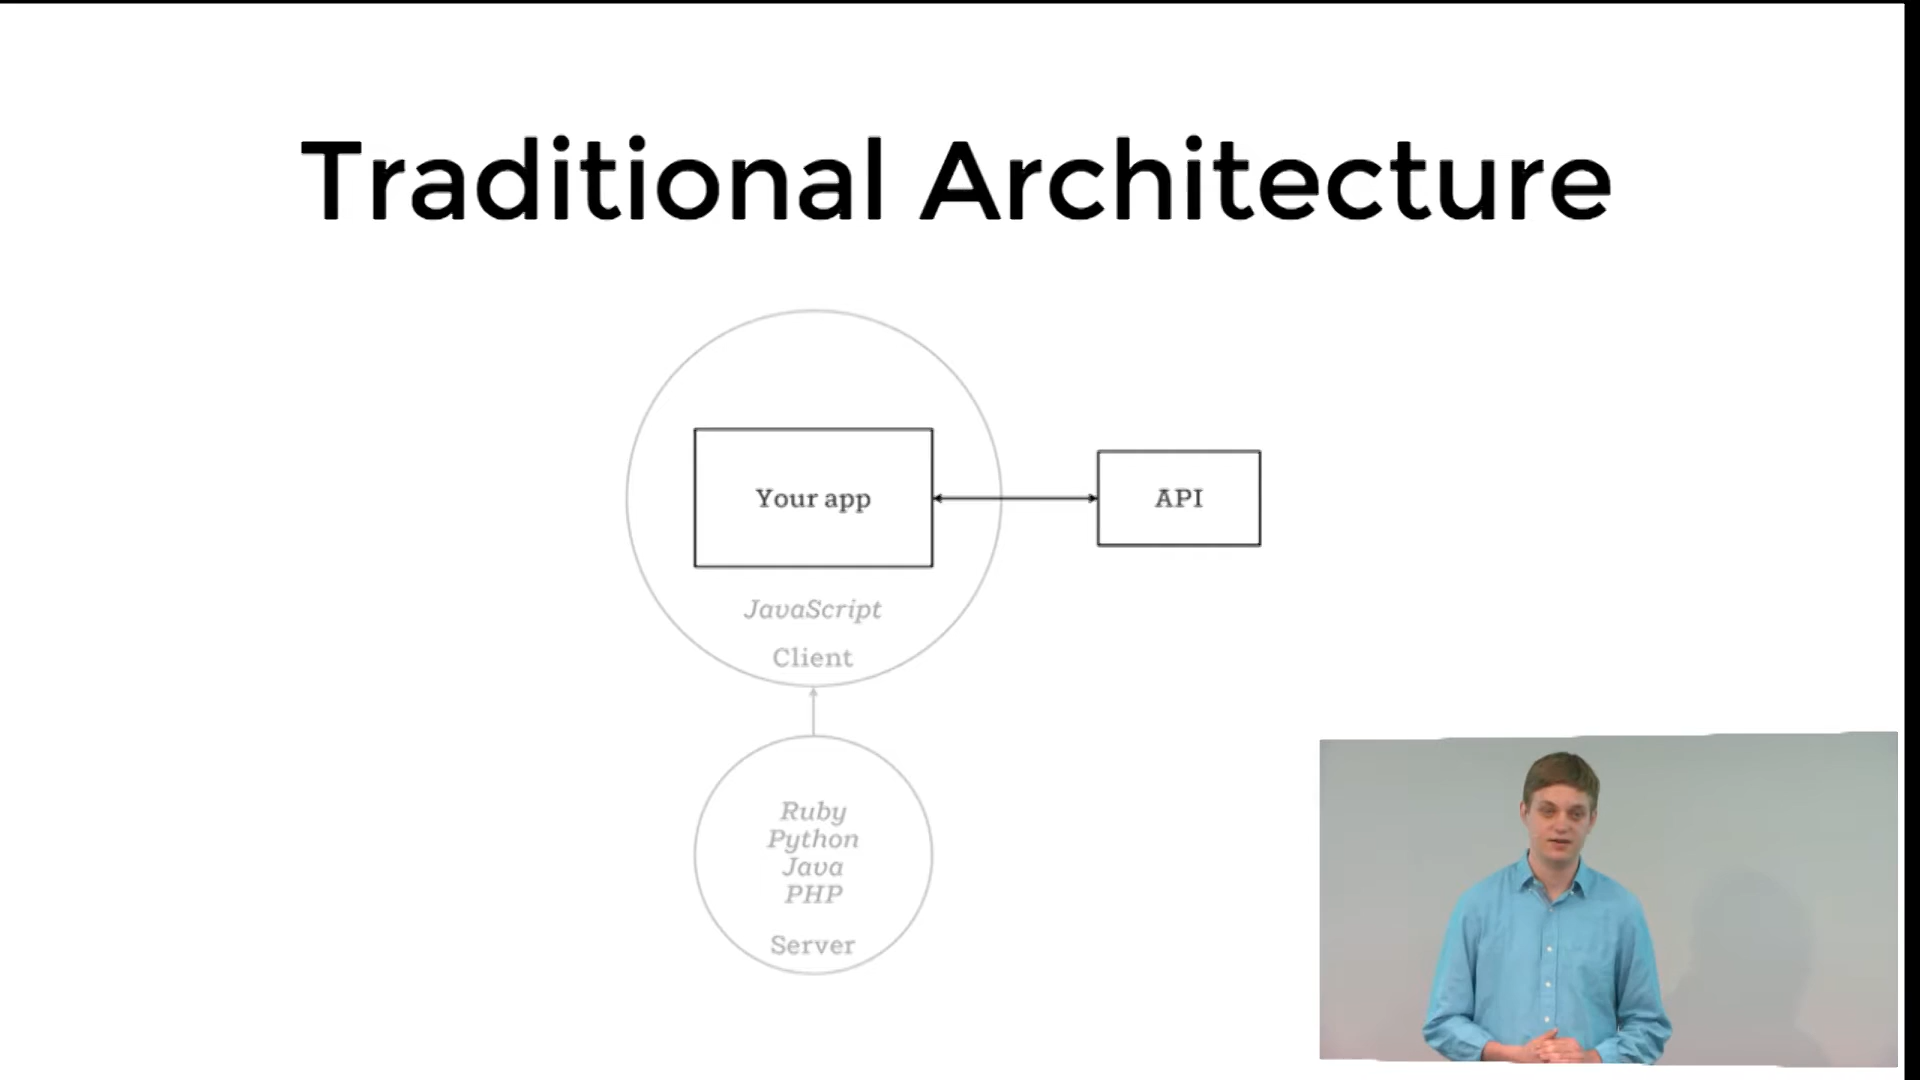 Traditional Architecture
Your app
API
JavaScript
Client
Ruby
Python
Java
PHP
Server